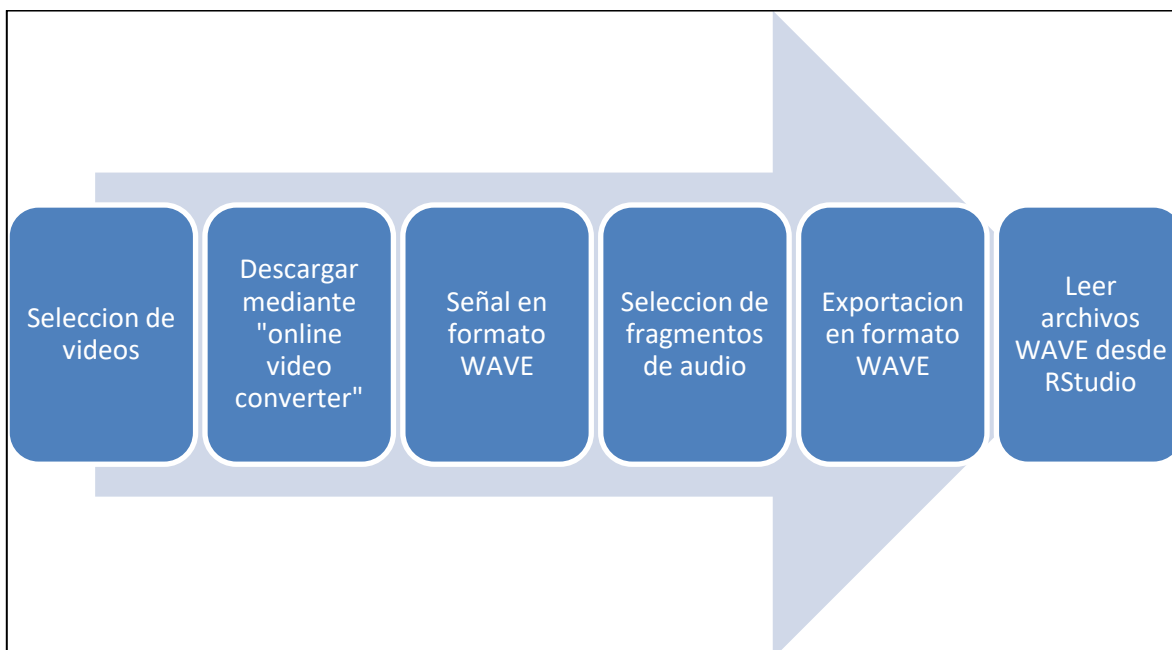 Seleccion de
videos
Descargar
mediante
"online
video
converter"
Señal en
formato
WAVE
Seleccion de
fragmentos
de audio
Exportacion
en formato
WAVE
Leer
archivos
WAVE desde
RStudio